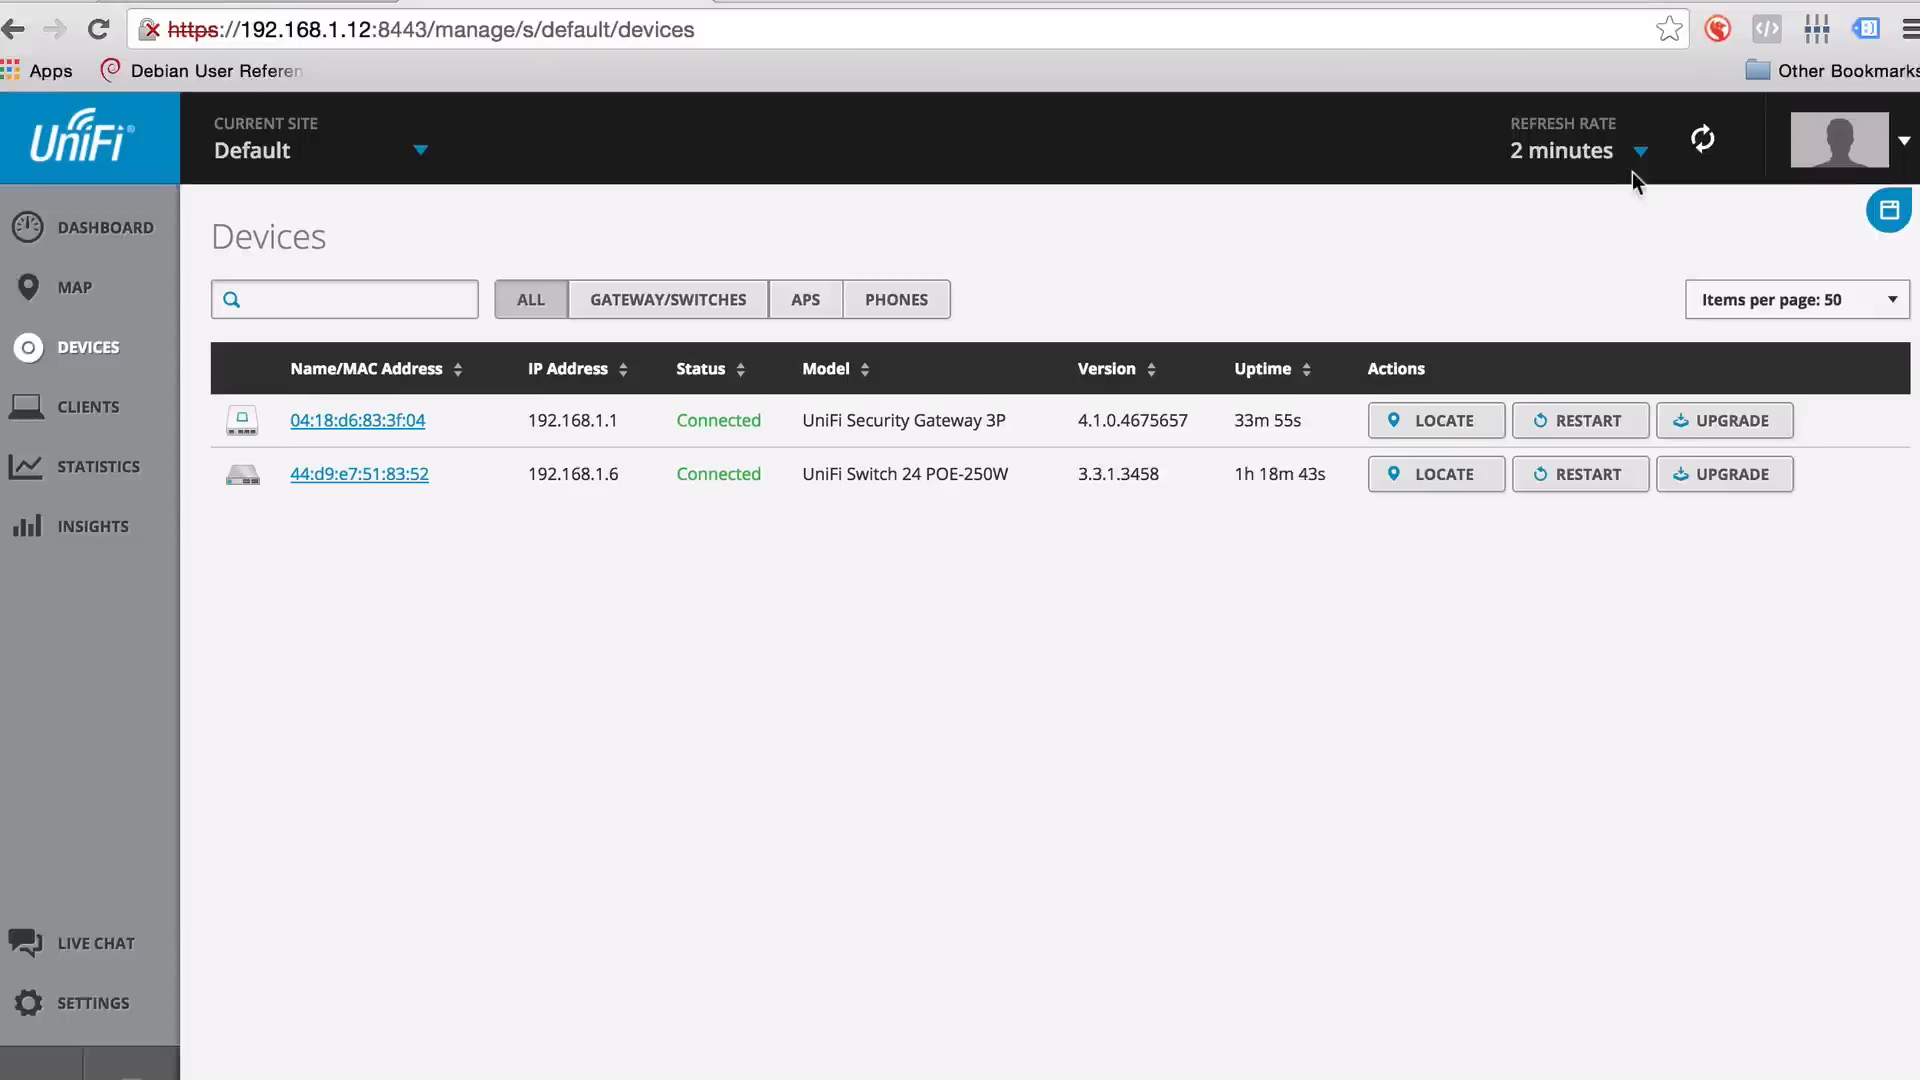 https://192.168.1.12:8443/manage/s/default/devices
Apps Debian User Referen Other Bookmarks
UniFi®
CURRENT SITE
Default
REFRESH RATE
2 minutes
DASHBOARD
MAP
DEVICES
CLIENTS
STATISTICS
INSIGHTS
LIVE CHAT
SETTINGS
Devices
ALL GATEWAY/SWITCHES APS PHONES
Items per page: 50
Name/MAC Address IP Address Status Model Version Uptime Actions
04:18:d6:83:3f:04 192.168.1.1 Connected UniFi Security Gateway 3P 4.1.0.4675657 33m 55s LOCATE RESTART UPGRADE
44:d9:e7:51:83:52 192.168.1.6 Connected UniFi Switch 24 POE-250W 3.3.1.3458 1h 18m 43s LOCATE RESTART UPGRADE